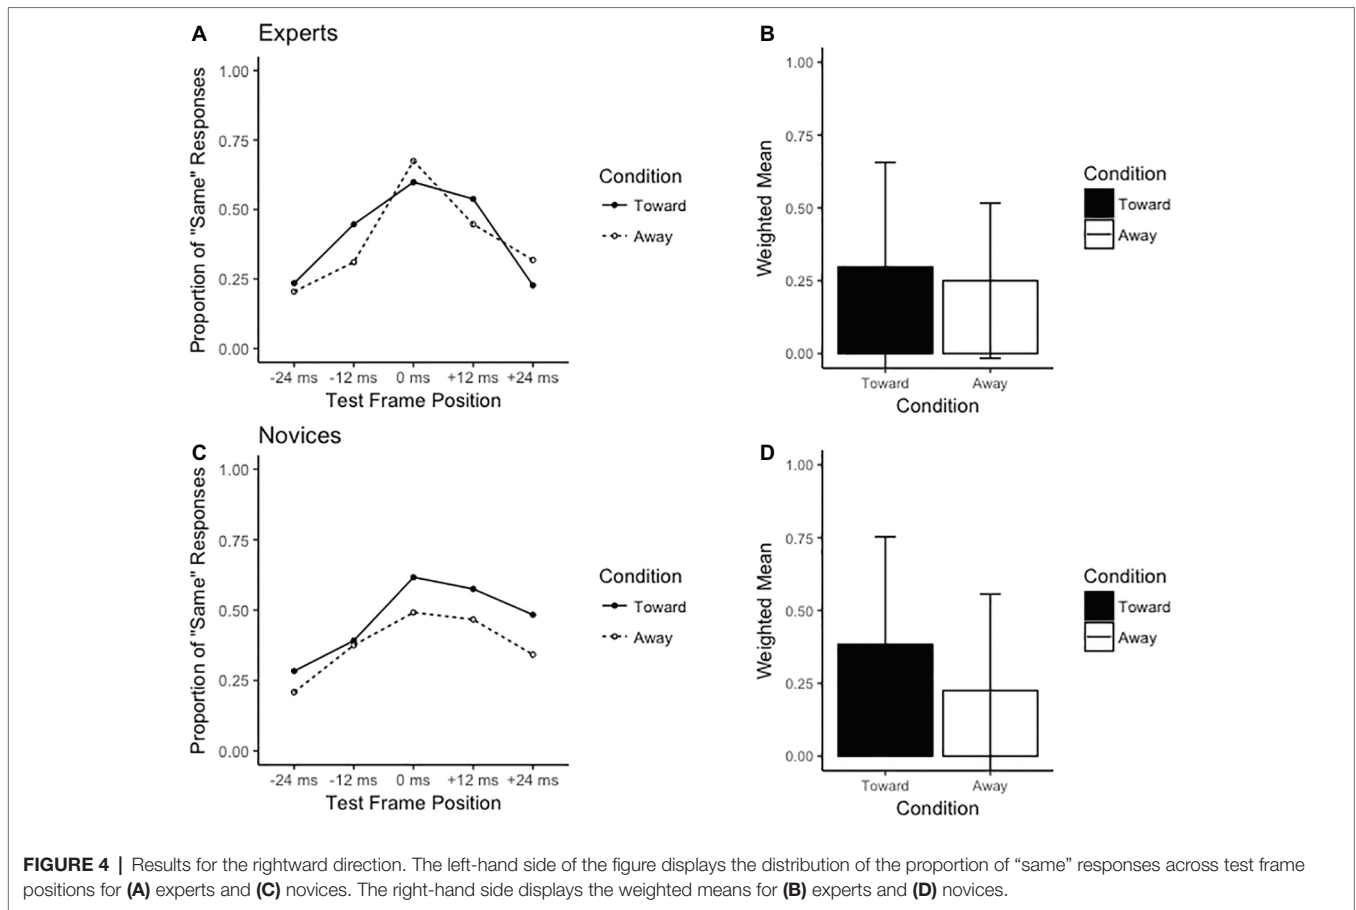 A
Experts
Proportion of "Same" Responses
1.00
0.75
0.50
0.25
0.00
-24 ms -12 ms 0 ms +12 ms +24 ms
Test Frame Position
Condition
Toward
Away
B
Weighted Mean
1.00
0.75
0.50
0.25
0.00
Toward Away
Condition
Condition
Toward
Away
C
Novices
Proportion of "Same" Responses
1.00
0.75
0.50
0.25
0.00
-24 ms -12 ms 0 ms +12 ms +24 ms
Test Frame Position
Condition
Toward
Away
D
Weighted Mean
1.00
0.75
0.50
0.25
0.00
Toward Away
Condition
Condition
Toward
Away
FIGURE 4 | Results for the rightward direction. The left-hand side of the figure displays the distribution of the proportion of “same” responses across test frame
positions for (A) experts and (C) novices. The right-hand side displays the weighted means for (B) experts and (D) novices.